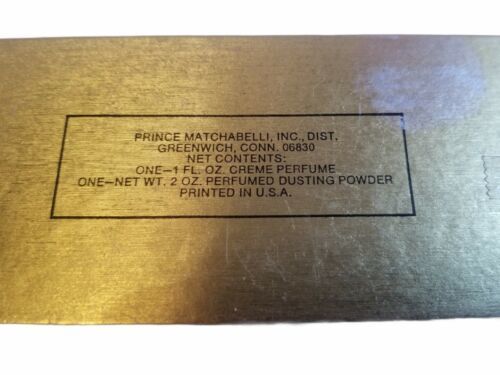 PRINCE MATCHABELLI, INC., DIST.
GREENWICH, CONN. 06830
NET CONTENTS:
ONE—1 FL. OZ. CREME PERFUME
ONE—NET WT. 2 OZ. PERFUMED DUSTING POWDER
PRINTED IN U.S.A.